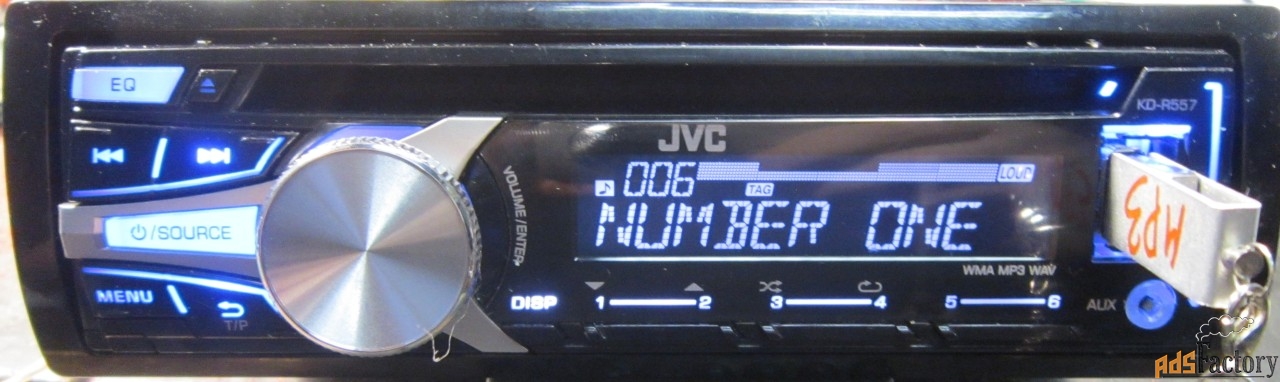 EQ
KD-R557
JVC
006
LOUD
TAG
NUMBER ONE
VOLUME/ENTER
/SOURCE
MP3
WMA MP3 WAV
MENU
T/P
DISP
1 2 3 4 5 6
AUX
AdsFactory